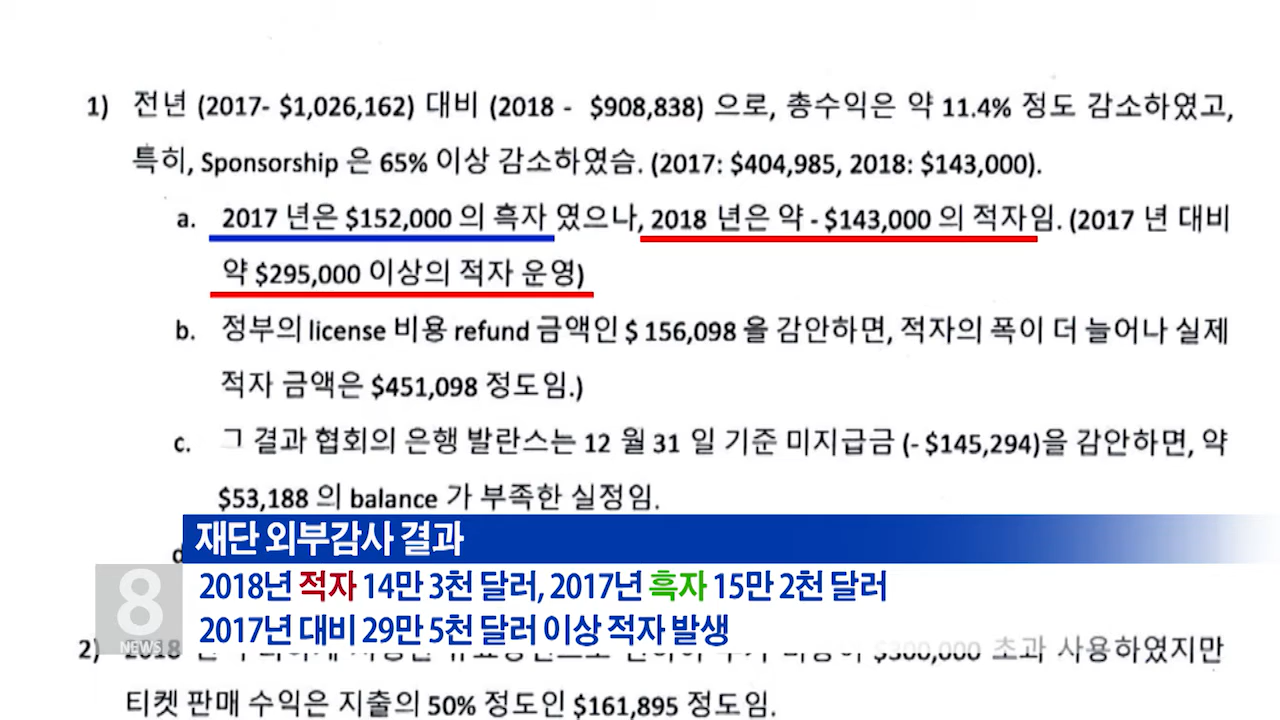 1) 전년 (2017- $1,026,162) 대비 (2018 - $908,838) 으로, 총수익은 약 11.4% 정도 감소하였고,
특히, Sponsorship 은 65% 이상 감소하였슴. (2017: $404,985, 2018: $143,000).
a. 2017 년은 $152,000 의 흑자 였으나, 2018 년은 약 - $143,000 의 적자임. (2017 년 대비
약 $295,000 이상의 적자 운영)
b. 정부의 license 비용 refund 금액인 $ 156,098 을 감안하면, 적자의 폭이 더 늘어나 실제
적자 금액은 $451,098 정도임.)
c. 그 결과 협회의 은행 발란스는 12 월 31 일 기준 미지급금 (- $145,294)을 감안하면, 약
$53,188 의 balance 가 부족한 실정임.
재단 외부감사 결과
8 NEWS
2018년 적자 14만 3천 달러, 2017년 흑자 15만 2천 달러
2017년 대비 29만 5천 달러 이상 적자 발생
2) 2018 $300,000 초과 사용하였지만
티켓 판매 수익은 지출의 50% 정도인 $161,895 정도임.